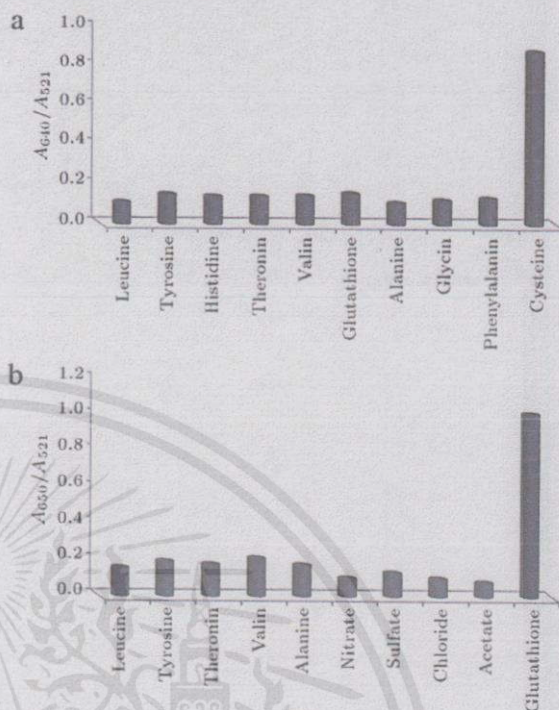 a
1.0
0.8
0.6
0.4
0.2
0.0
A640/A521
Leucine
Tyrosine
Histidine
Theronin
Valin
Glutathione
Alanine
Glycin
Phenylalanin
Cysteine
b
1.2
1.0
0.8
0.6
0.4
0.2
0.0
A650/A521
Leucine
Tyrosine
Theronin
Valin
Alanine
Nitrate
Sulfate
Chloride
Acetate
Glutathione